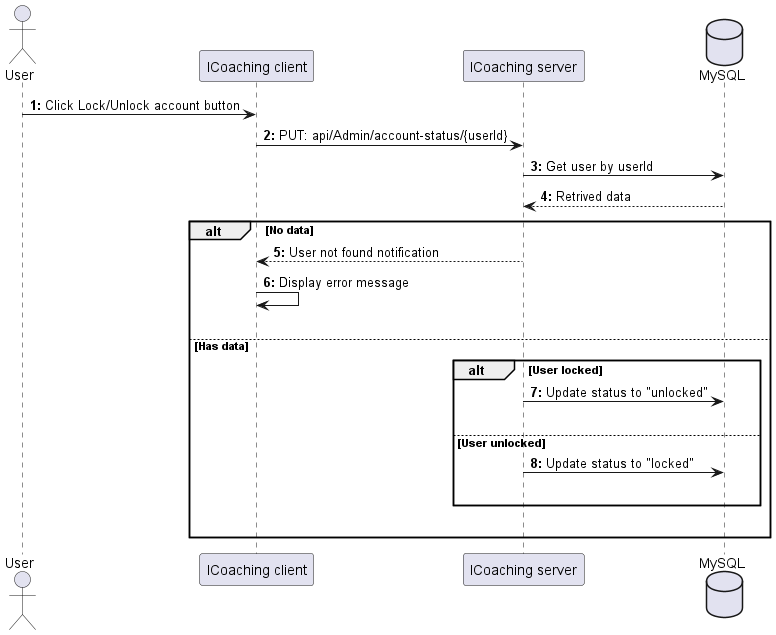 User
ICoaching client
ICoaching server
MySQL
1: Click Lock/Unlock account button
2: PUT: api/Admin/account-status/{userId}
3: Get user by userId
4: Retrived data
alt [No data]
5: User not found notification
6: Display error message
[Has data]
alt [User locked]
7: Update status to "unlocked"
[User unlocked]
8: Update status to "locked"
User
ICoaching client
ICoaching server
MySQL